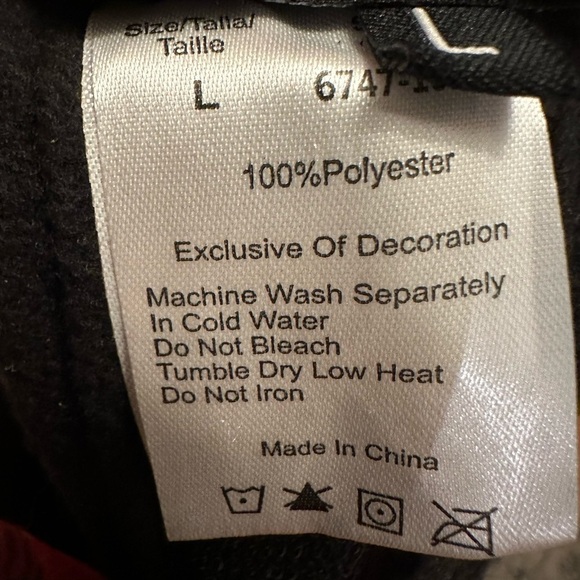 Size/Talla/
Taille
L
L
100%Polyester
Exclusive Of Decoration
Machine Wash Separately
In Cold Water
Do Not Bleach
Tumble Dry Low Heat
Do Not Iron
Made In China